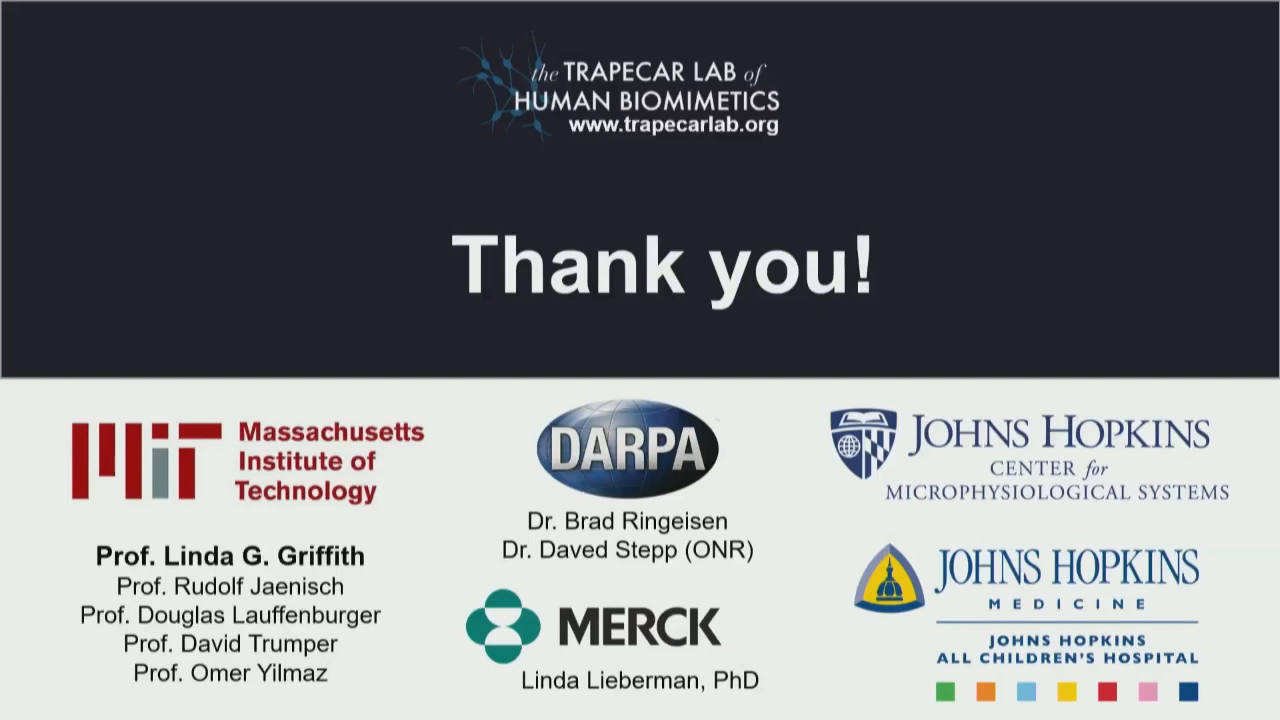 the TRAPECAR LAB of
HUMAN BIOMIMETICS
www.trapecarlab.org
Thank you!
MIT
Massachusetts
Institute of
Technology
Prof. Linda G. Griffith
Prof. Rudolf Jaenisch
Prof. Douglas Lauffenburger
Prof. David Trumper
Prof. Omer Yilmaz
DARPA
Dr. Brad Ringeisen
Dr. Daved Stepp (ONR)
MERCK
Linda Lieberman, PhD
JOHNS HOPKINS
CENTER for
MICROPHYSIOLOGICAL SYSTEMS
JOHNS HOPKINS
MEDICINE
JOHNS HOPKINS
ALL CHILDREN'S HOSPITAL